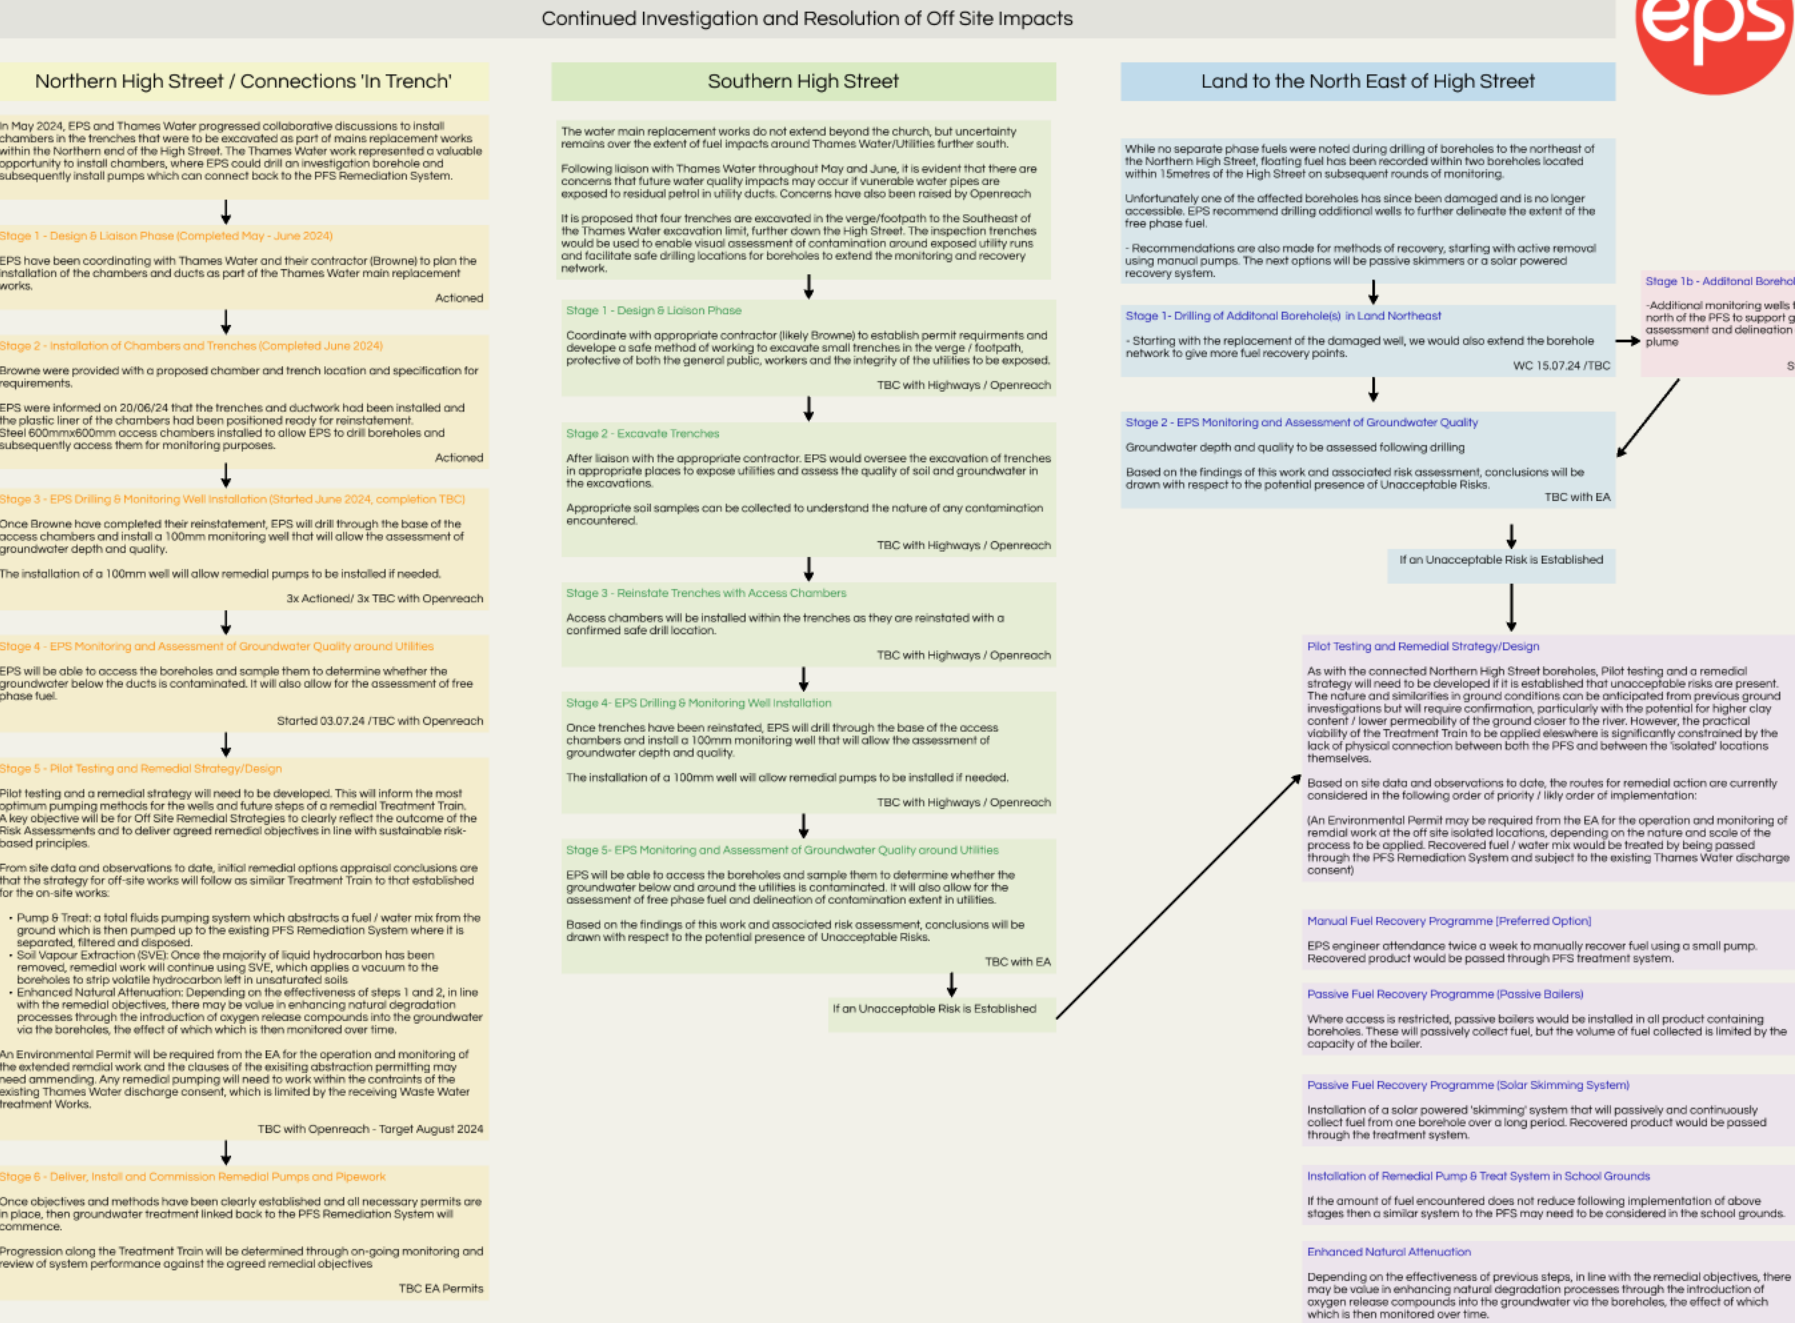 Continued Investigation and Resolution of Off Site Impacts
eps
Northern High Street / Connections 'In Trench'
In May 2024, EPS and Thames Water progressed collaborative discussions to install
chambers in the trenches that were to be excavated as part of mains replacement works
within the Northern end of the High Street. The Thames Water work represented a valuable
opportunity to install chambers, where EPS could drill an investigation borehole and
subsequently install pumps which can connect back to the PFS Remediation System.
Stage 1 - Design & Liaison Phase (Completed May - June 2024)
EPS have been coordinating with Thames Water and their contractor (Browne) to plan the
installation of the chambers and ducts as part of the Thames Water main replacement
works.
Actioned
Stage 2 - Installation of Chambers and Trenches (Completed June 2024)
Browne were provided with a proposed chamber and trench location and specification for
requirements.
EPS were informed on 20/06/24 that the trenches and ductwork had been installed and
the plastic liner of the chambers had been positioned ready for reinstatement.
Steel 600mmx600mm access chambers installed to allow EPS to drill boreholes and
subsequently access them for monitoring purposes.
Actioned
Stage 3 - EPS Drilling & Monitoring Well Installation (Started June 2024, completion TBC)
Once Browne have completed their reinstatement, EPS will drill through the base of the
access chambers and install a 100mm monitoring well that will allow the assessment of
groundwater depth and quality.
The installation of a 100mm well will allow remedial pumps to be installed if needed.
3x Actioned/ 3x TBC with Openreach
Stage 4 - EPS Monitoring and Assessment of Groundwater Quality around Utilities
EPS will be able to access the boreholes and sample them to determine whether the
groundwater below the ducts is contaminated. It will also allow for the assessment of free
phase fuel.
Started 03.07.24 /TBC with Openreach
Stage 5 - Pilot Testing and Remedial Strategy/Design
Pilot testing and a remedial strategy will need to be developed. This will inform the most
optimum pumping methods for the wells and future steps of a remedial Treatment Train.
A key objective will be for Off Site Remedial Strategies to clearly reflect the outcome of the
Risk Assessments and to deliver agreed remedial objectives in line with sustainable risk-
based principles.
From site data and observations to date, initial remedial options appraisal conclusions are
that the strategy for off-site works will follow as similar Treatment Train to that established
for the on-site works:
• Pump & Treat: a total fluids pumping system which abstracts a fuel / water mix from the
ground which is then pumped up to the existing PFS Remediation System where it is
separated, filtered and disposed.
• Soil Vapour Extraction (SVE): Once the majority of liquid hydrocarbon has been
removed, remedial work will continue using SVE, which applies a vacuum to the
boreholes to strip volatile hydrocarbon left in unsaturated soils
• Enhanced Natural Attenuation: Depending on the effectiveness of steps 1 and 2, in line
with the remedial objectives, there may be value in enhancing natural degradation
processes through the introduction of oxygen release compounds into the groundwater
via the boreholes, the effect of which which is then monitored over time.
An Environmental Permit will be required from the EA for the operation and monitoring of
the extended remdial work and the clauses of the exisiting abstraction permitting may
need ammending. Any remedial pumping will need to work within the contraints of the
existing Thames Water discharge consent, which is limited by the receiving Waste Water
treatment Works.
TBC with Openreach - Target August 2024
Stage 6 - Deliver, Install and Commission Remedial Pumps and Pipework
Once objectives and methods have been clearly established and all necessary permits are
in place, then groundwater treatment linked back to the PFS Remediation System will
commence.
Progression along the Treatment Train will be determined through on-going monitoring and
review of system performance against the agreed remedial objectives
TBC EA Permits
Southern High Street
The water main replacement works do not extend beyond the church, but uncertainty
remains over the extent of fuel impacts around Thames Water/Utilities further south.
Following liaison with Thames Water throughout May and June, it is evident that there are
concerns that future water quality impacts may occur if vunerable water pipes are
exposed to residual petrol in utility ducts. Concerns have also been raised by Openreach
It is proposed that four trenches are excavated in the verge/footpath to the Southeast of
the Thames Water excavation limit, further down the High Street. The inspection trenches
would be used to enable visual assessment of contamination around exposed utility runs
and facilitate safe drilling locations for boreholes to extend the monitoring and recovery
network.
Stage 1 - Design & Liaison Phase
Coordinate with appropriate contractor (likely Browne) to establish permit requirments and
develope a safe method of working to excavate small trenches in the verge / footpath,
protective of both the general public, workers and the integrity of the utilities to be exposed.
TBC with Highways / Openreach
Stage 2 - Excavate Trenches
After liaison with the appropriate contractor. EPS would oversee the excavation of trenches
in appropriate places to expose utilities and assess the quality of soil and groundwater in
the excavations.
Appropriate soil samples can be collected to understand the nature of any contamination
encountered.
TBC with Highways / Openreach
Stage 3 - Reinstate Trenches with Access Chambers
Access chambers will be installed within the trenches as they are reinstated with a
confirmed safe drill location.
TBC with Highways / Openreach
Stage 4- EPS Drilling & Monitoring Well Installation
Once trenches have been reinstated, EPS will drill through the base of the access
chambers and install a 100mm monitoring well that will allow the assessment of
groundwater depth and quality.
The installation of a 100mm well will allow remedial pumps to be installed if needed.
TBC with Highways / Openreach
Stage 5- EPS Monitoring and Assessment of Groundwater Quality around Utilities
EPS will be able to access the boreholes and sample them to determine whether the
groundwater below and around the utilities is contaminated. It will also allow for the
assessment of free phase fuel and delineation of contamination extent in utilities.
Based on the findings of this work and associated risk assessment, conclusions will be
drawn with respect to the potential presence of Unacceptable Risks.
TBC with EA
If an Unacceptable Risk is Established
Land to the North East of High Street
While no separate phase fuels were noted during drilling of boreholes to the northeast of
the Northern High Street, floating fuel has been recorded within two boreholes located
within 15metres of the High Street on subsequent rounds of monitoring.
Unfortunately one of the affected boreholes has since been damaged and is no longer
accessible. EPS recommend drilling additional wells to further delineate the extent of the
free phase fuel.
- Recommendations are also made for methods of recovery, starting with active removal
using manual pumps. The next options will be passive skimmers or a solar powered
recovery system.
Stage 1- Drilling of Additonal Borehole(s) in Land Northeast
- Starting with the replacement of the damaged well, we would also extend the borehole
network to give more fuel recovery points.
WC 15.07.24 /TBC
Stage 1b - Additonal Borehol
-Additional monitoring wells t
north of the PFS to support g
assessment and delineation
plume
S
Stage 2 - EPS Monitoring and Assessment of Groundwater Quality
Groundwater depth and quality to be assessed following drilling
Based on the findings of this work and associated risk assessment, conclusions will be
drawn with respect to the potential presence of Unacceptable Risks.
TBC with EA
If an Unacceptable Risk is Established
Pilot Testing and Remedial Strategy/Design
As with the connected Northern High Street boreholes, Pilot testing and a remedial
strategy will need to be developed if it is established that unacceptable risks are present.
The nature and similarities in ground conditions can be anticipated from previous ground
investigations but will require confirmation, particularly with the potential for higher clay
content / lower permeability of the ground closer to the river. However, the practical
viability of the Treatment Train to be applied eleswhere is significantly constrained by the
lack of physical connection between both the PFS and between the 'isolated' locations
themselves.
Based on site data and observations to date, the routes for remedial action are currently
considered in the following order of priority / likly order of implementation:
(An Environmental Permit may be required from the EA for the operation and monitoring of
remdial work at the off site isolated locations, depending on the nature and scale of the
process to be applied. Recovered fuel / water mix would be treated by being passed
through the PFS Remediation System and subject to the existing Thames Water discharge
consent)
Manual Fuel Recovery Programme [Preferred Option]
EPS engineer attendance twice a week to manually recover fuel using a small pump.
Recovered product would be passed through PFS treatment system.
Passive Fuel Recovery Programme (Passive Bailers)
Where access is restricted, passive bailers would be installed in all product containing
boreholes. These will passively collect fuel, but the volume of fuel collected is limited by the
capacity of the bailer.
Passive Fuel Recovery Programme (Solar Skimming System)
Installation of a solar powered 'skimming' system that will passively and continuously
collect fuel from one borehole over a long period. Recovered product would be passed
through the treatment system.
Installation of Remedial Pump & Treat System in School Grounds
If the amount of fuel encountered does not reduce following implementation of above
stages then a similar system to the PFS may need to be considered in the school grounds.
Enhanced Natural Attenuation
Depending on the effectiveness of previous steps, in line with the remedial objectives, there
may be value in enhancing natural degradation processes through the introduction of
oxygen release compounds into the groundwater via the boreholes, the effect of which
which is then monitored over time.